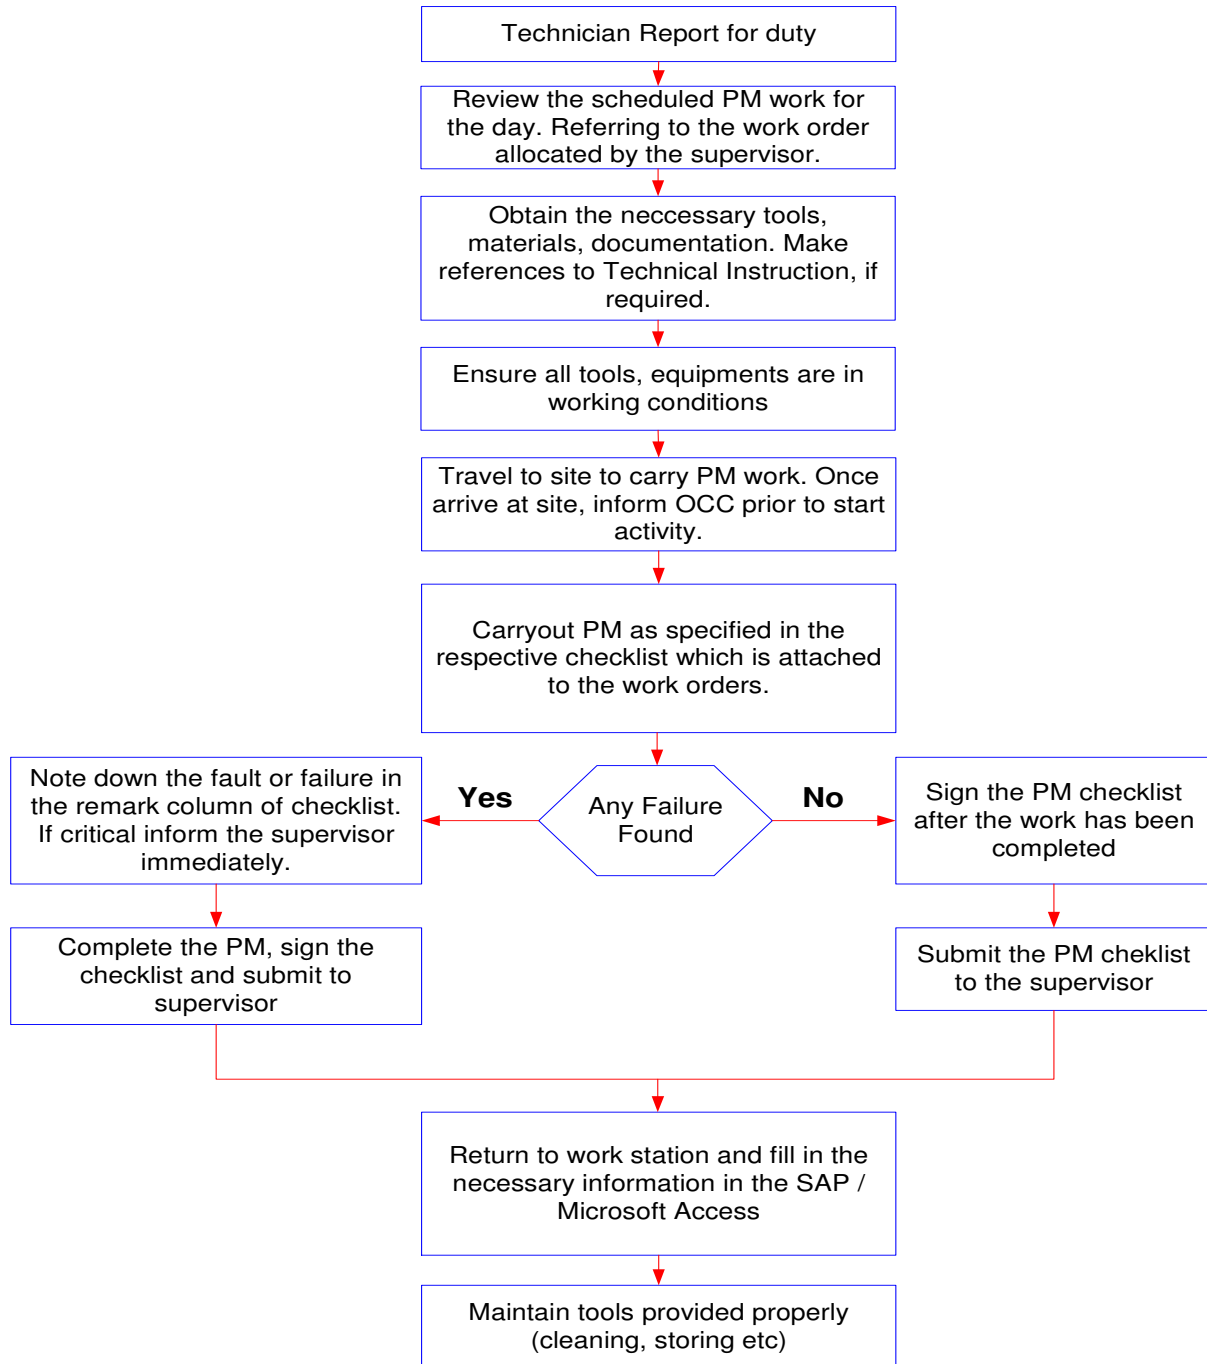 Technician Report for duty
Review the scheduled PM work for
the day. Referring to the work order
allocated by the supervisor.
Obtain the neccessary tools,
materials, documentation. Make
references to Technical Instruction, if
required.
Ensure all tools, equipments are in
working conditions
Travel to site to carry PM work. Once
arrive at site, inform OCC prior to start
activity.
Carryout PM as specified in the
respective checklist which is attached
to the work orders.
Any Failure
Found
Yes
No
Note down the fault or failure in
the remark column of checklist.
If critical inform the supervisor
immediately.
Sign the PM checklist
after the work has been
completed
Complete the PM, sign the
checklist and submit to
supervisor
Submit the PM cheklist
to the supervisor
Return to work station and fill in the
necessary information in the SAP /
Microsoft Access
Maintain tools provided properly
(cleaning, storing etc)